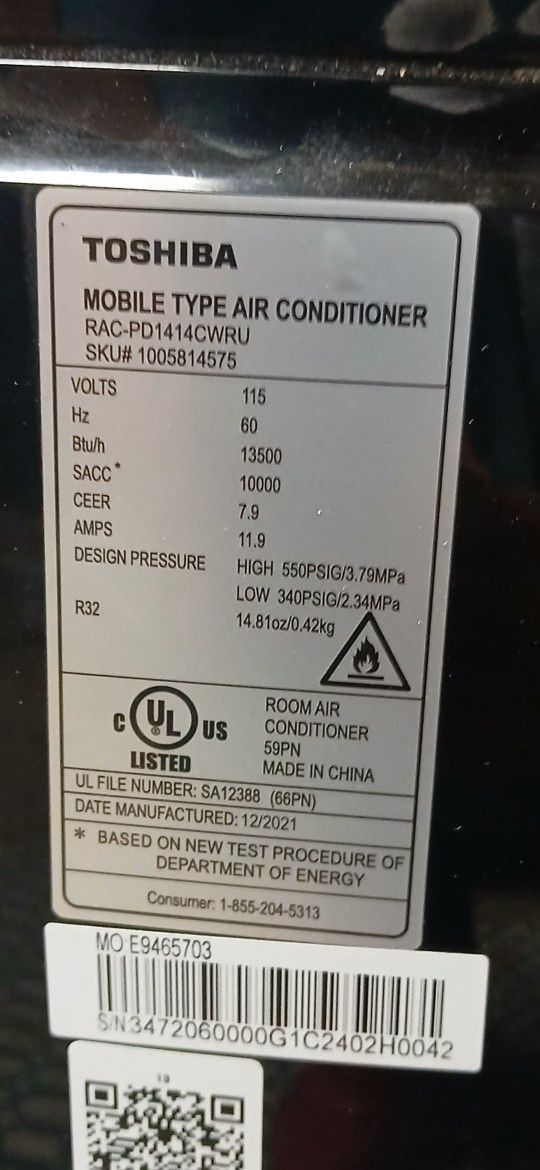 TOSHIBA
MOBILE TYPE AIR CONDITIONER
RAC-PD1414CWRU
SKU# 1005814575
VOLTS 115
Hz 60
Btu/h 13500
SACC* 10000
CEER 7.9
AMPS 11.9
DESIGN PRESSURE HIGH 550PSIG/3.79MPa
LOW 340PSIG/2.34MPa
R32 14.81oz/0.42kg
C UL® US
LISTED
ROOM AIR
CONDITIONER
59PN
MADE IN CHINA
UL FILE NUMBER: SA12388 (66PN)
DATE MANUFACTURED: 12/2021
* BASED ON NEW TEST PROCEDURE OF
DEPARTMENT OF ENERGY
Consumer: 1-855-204-5313
MO E9465703
S/N 3472060000G1C2402H0042